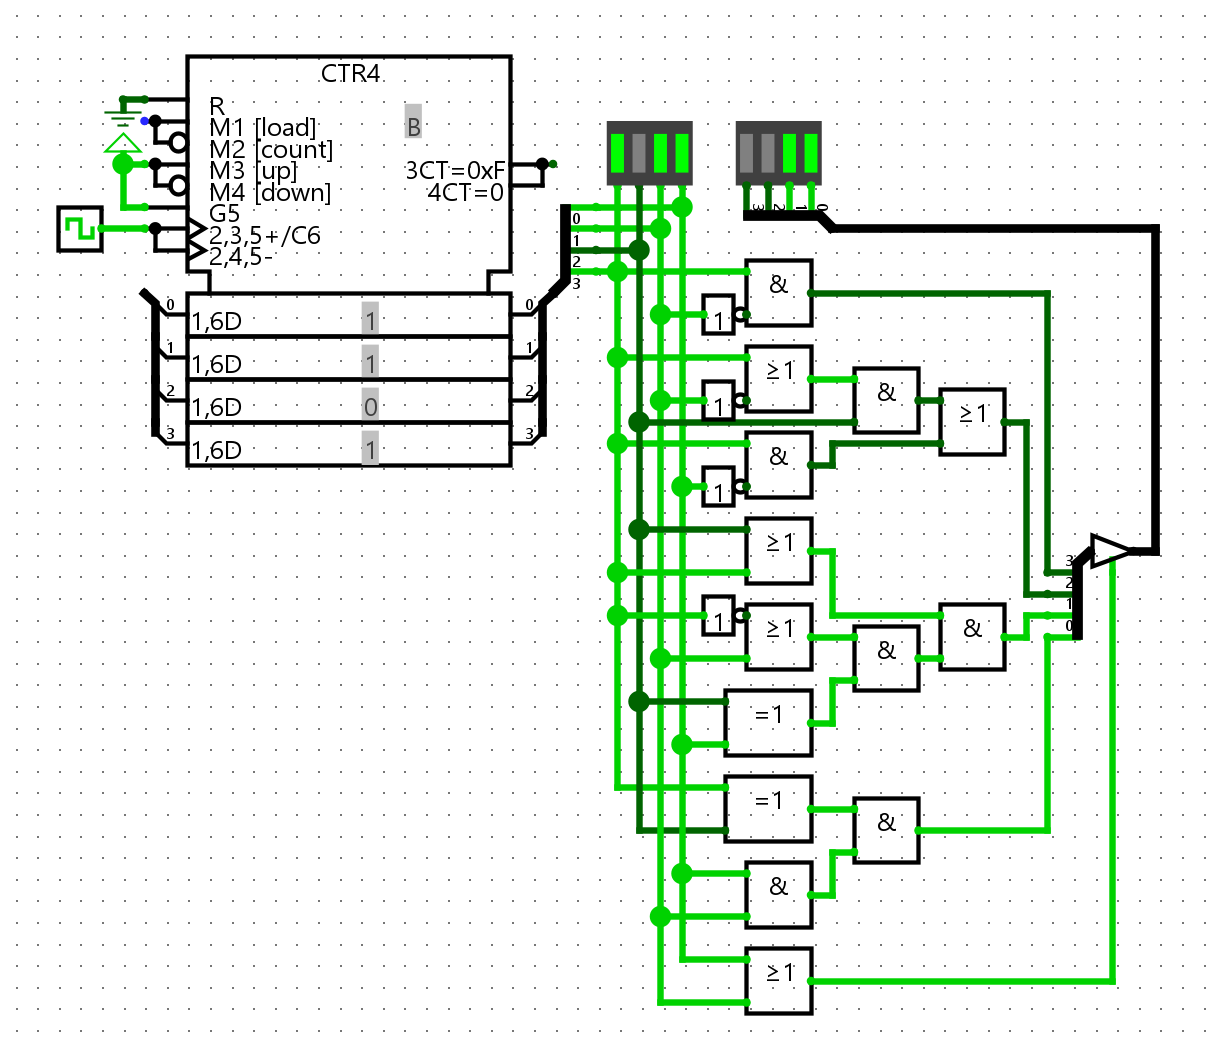 CTR4
R
M1 [load]
M2 [count]
M3 [up]
M4 [down]
G5
2,3,5+/C6
2,4,5-
B
3CT=0xF
4CT=0
0
1,6D
1
0
1
1,6D
1
1
2
1,6D
0
2
3
1,6D
1
3
0
1
2
3
3
2
1
0
&
1
≥1
1
&
≥1
&
1
≥1
1
≥1
&
&
=1
=1
&
&
≥1
3
2
1
0